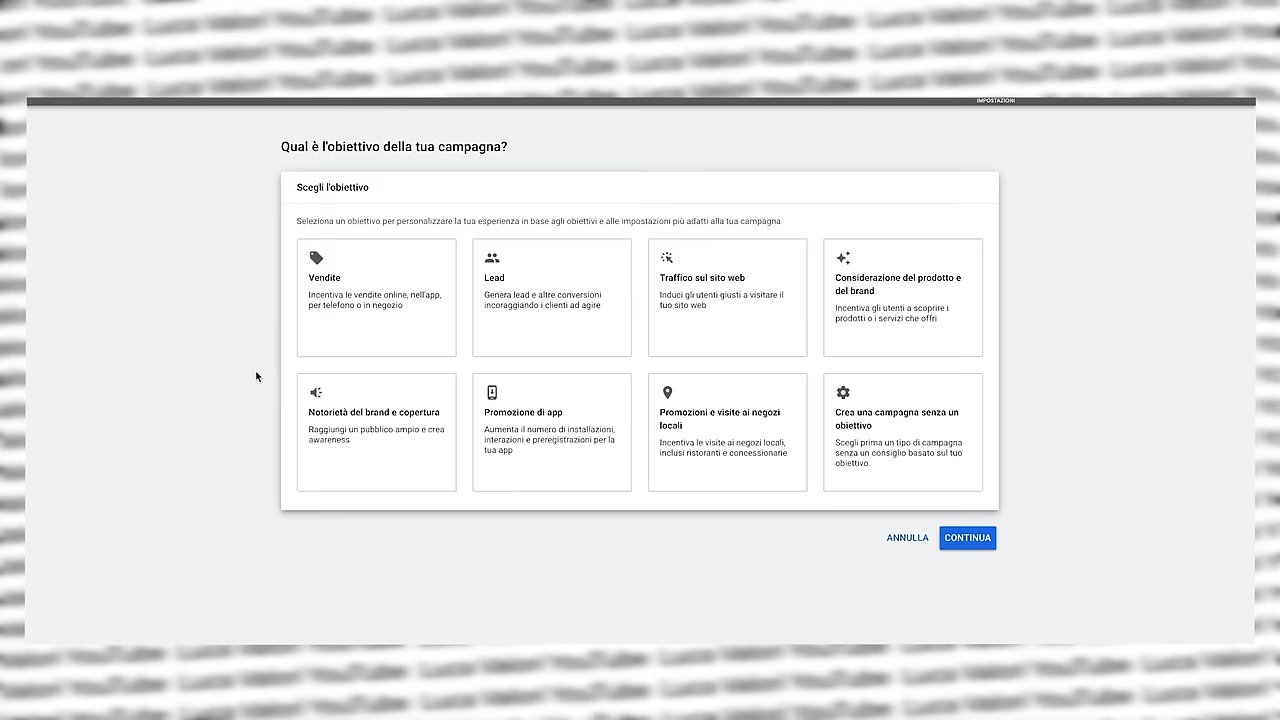 IMPOSTAZIONI
Qual è l'obiettivo della tua campagna?
Scegli l'obiettivo
Seleziona un obiettivo per personalizzare la tua esperienza in base agli obiettivi e alle impostazioni più adatti alla tua campagna
Vendite
Incentiva le vendite online, nell'app,
per telefono o in negozio
Lead
Genera lead e altre conversioni
incoraggiando i clienti ad agire
Traffico sul sito web
Induci gli utenti giusti a visitare il
tuo sito web
Considerazione del prodotto e
del brand
Incentiva gli utenti a scoprire i
prodotti o i servizi che offri
Notorietà del brand e copertura
Raggiungi un pubblico ampio e crea
awareness
Promozione di app
Aumenta il numero di installazioni,
interazioni e preregistrazioni per la
tua app
Promozioni e visite ai negozi
locali
Incentiva le visite ai negozi locali,
inclusi ristoranti e concessionarie
Crea una campagna senza un
obiettivo
Scegli prima un tipo di campagna
senza un consiglio basato sul tuo
obiettivo.
ANNULLA
CONTINUA